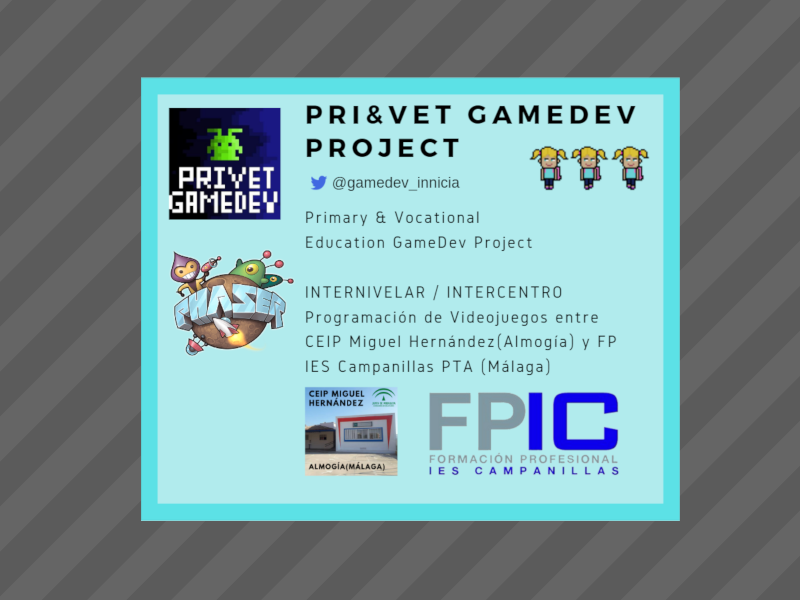 PRI&VET GAMEDEV
PROJECT
@gamedev_innicia
PRIVET
GAMEDEV
Primary & Vocational
Education GameDev Project
PHASER
INTERNIVELAR / INTERCENTRO
Programación de Videojuegos entre
CEIP Miguel Hernández(Almogía) y FP
IES Campanillas PTA (Málaga)
CEIP MIGUEL
HERNÁNDEZ
ALMOGÍA(MÁLAGA)
FPIC
FORMACIÓN PROFESIONAL
IES CAMPANILLAS